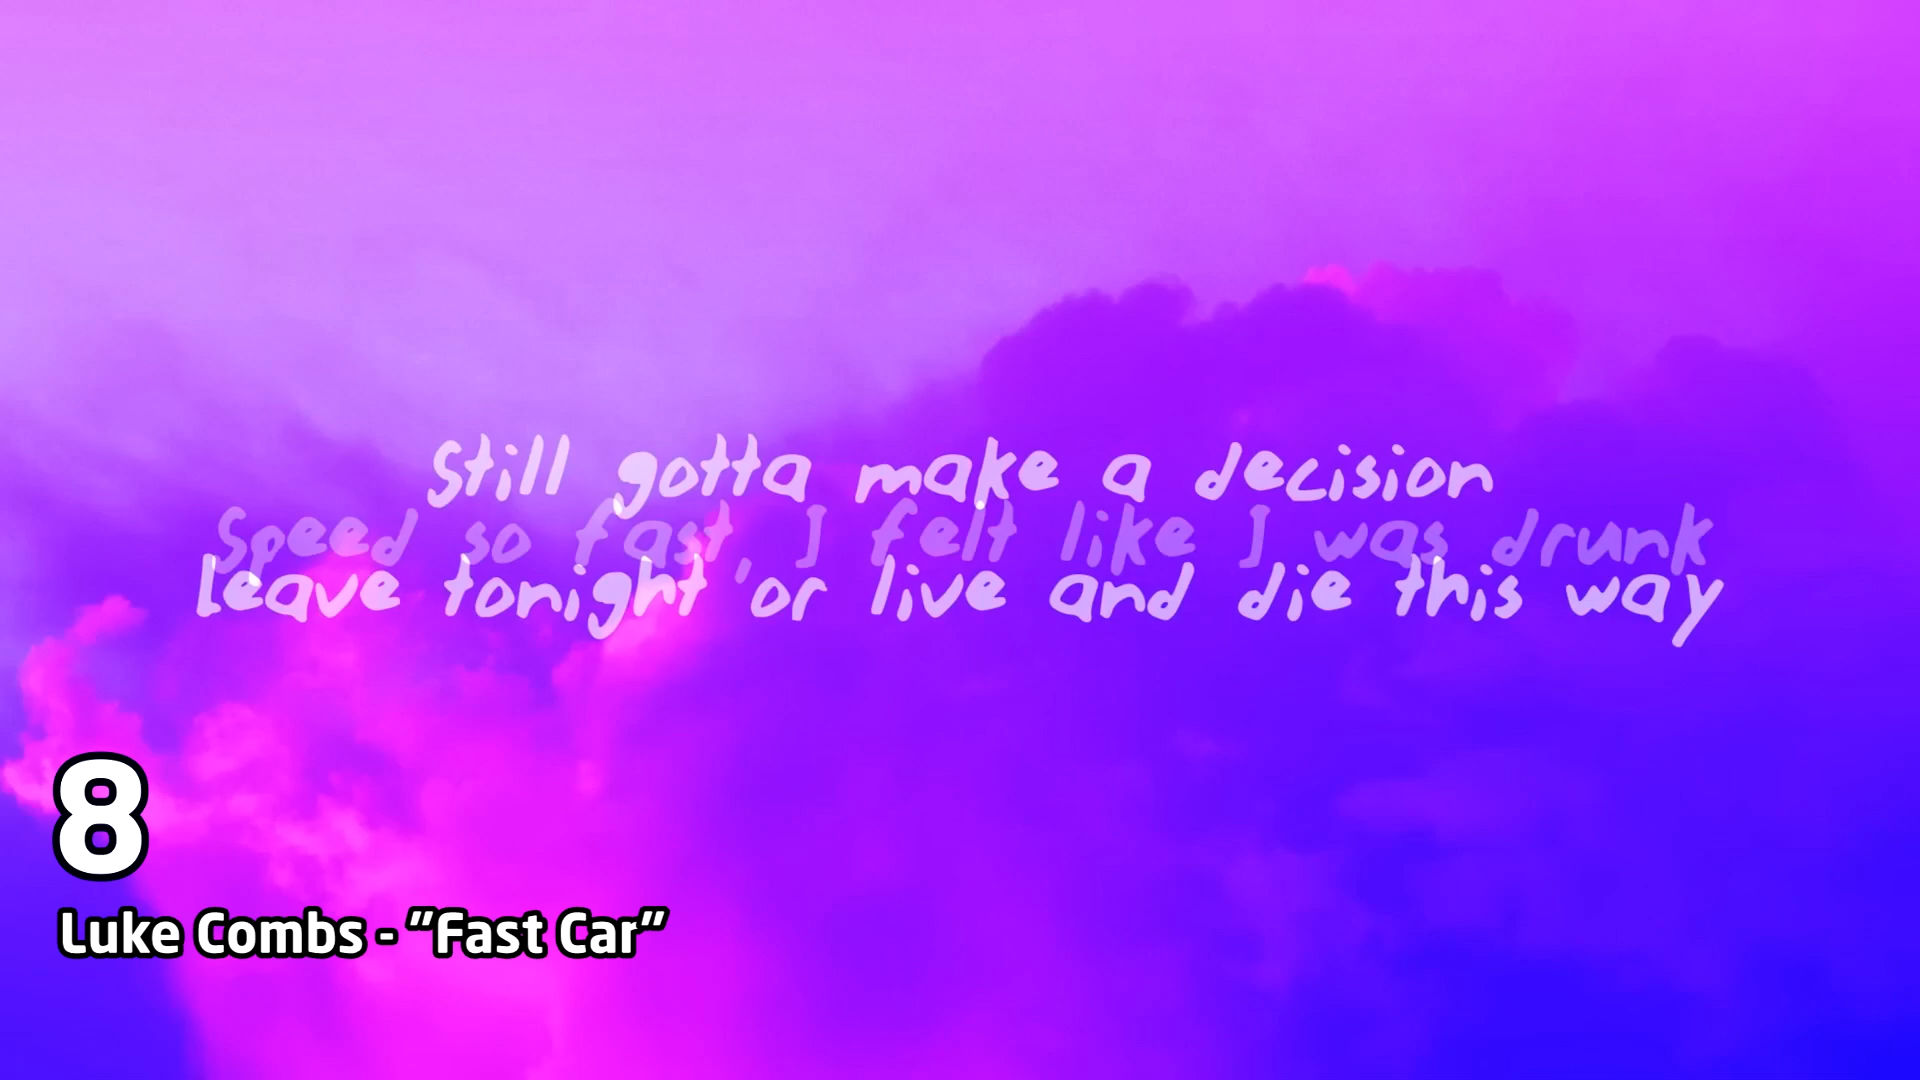 Still gotta make a decision
Speed so fast, I felt like I was drunk
leave tonight or live and die this way
8
Luke Combs - "Fast Car"